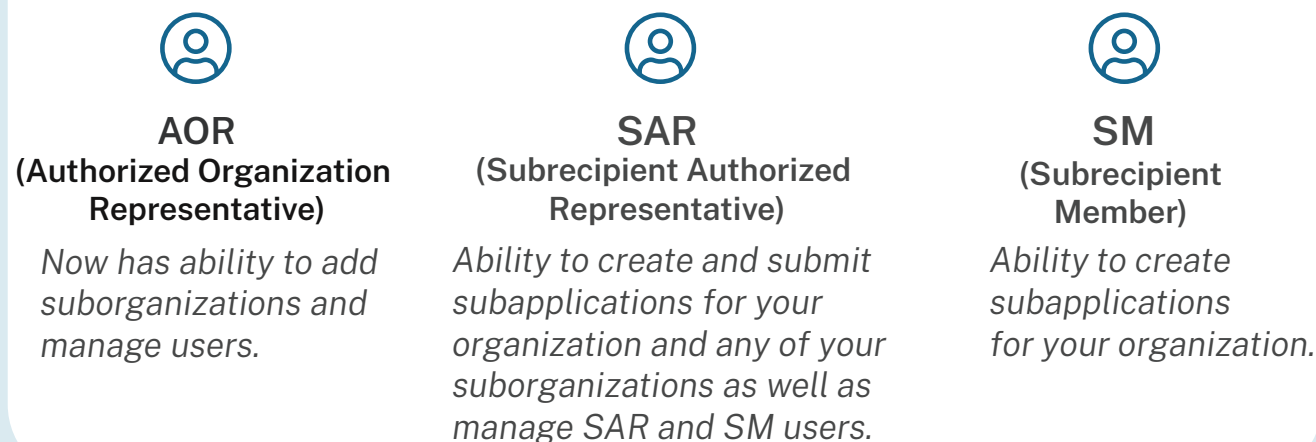 AOR
(Authorized Organization
Representative)
Now has ability to add
suborganizations and
manage users.
SAR
(Subrecipient Authorized
Representative)
Ability to create and submit
subapplications for your
organization and any of your
suborganizations as well as
manage SAR and SM users.
SM
(Subrecipient
Member)
Ability to create
subapplications
for your organization.